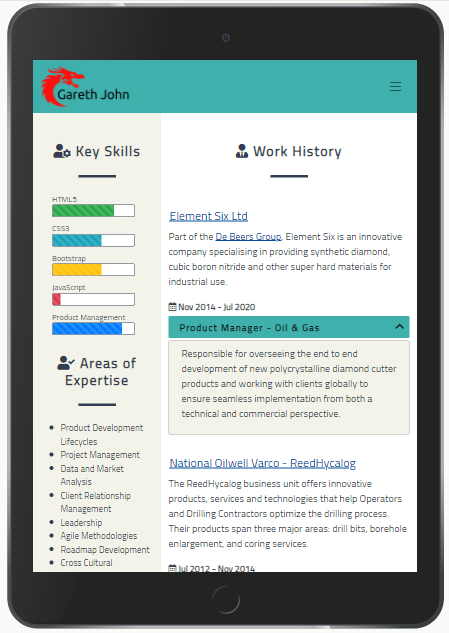 Gareth John
Key Skills
HTML5
CSS3
Bootstrap
JavaScript
Product Management
Areas of
Expertise
Product Development
Lifecycles
Project Management
Data and Market
Analysis
Client Relationship
Management
Leadership
Agile Methodologies
Roadmap Development
Cross Cultural
Work History
Element Six Ltd
Part of the De Beers Group, Element Six is an innovative
company specialising in providing synthetic diamond,
cubic boron nitride and other super hard materials for
industrial use.
Nov 2014 - Jul 2020
Product Manager - Oil & Gas
Responsible for overseeing the end to end
development of new polycrystalline diamond cutter
products and working with clients globally to
ensure seamless implementation from both a
technical and commercial perspective.
National Oilwell Varco - ReedHycalog
The ReedHycalog business unit offers innovative
products, services and technologies that help Operators
and Drilling Contractors optimize the drilling process.
Their products span three major areas: drill bits, borehole
enlargement, and coring services.
Jul 2012 - Nov 2014